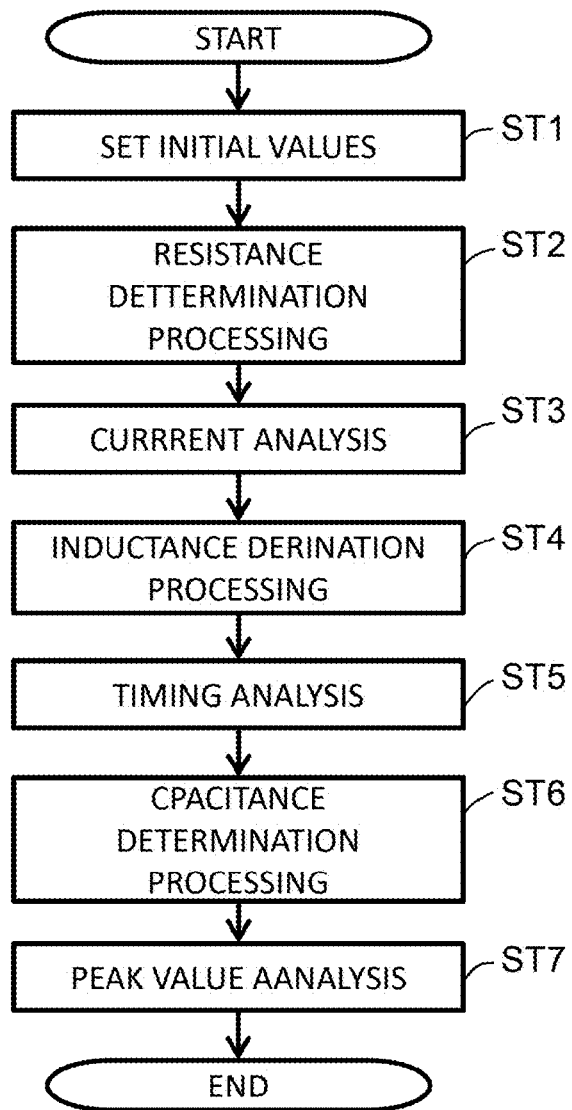 START
SET INITIAL VALUES
ST1
RESISTANCE
DETTERMINATION
PROCESSING
ST2
CURRRENT ANALYSIS
ST3
INDUCTANCE DERINATION
PROCESSING
ST4
TIMING ANALYSIS
ST5
CPACITANCE
DETERMINATION
PROCESSING
ST6
PEAK VALUE AANALYSIS
ST7
END